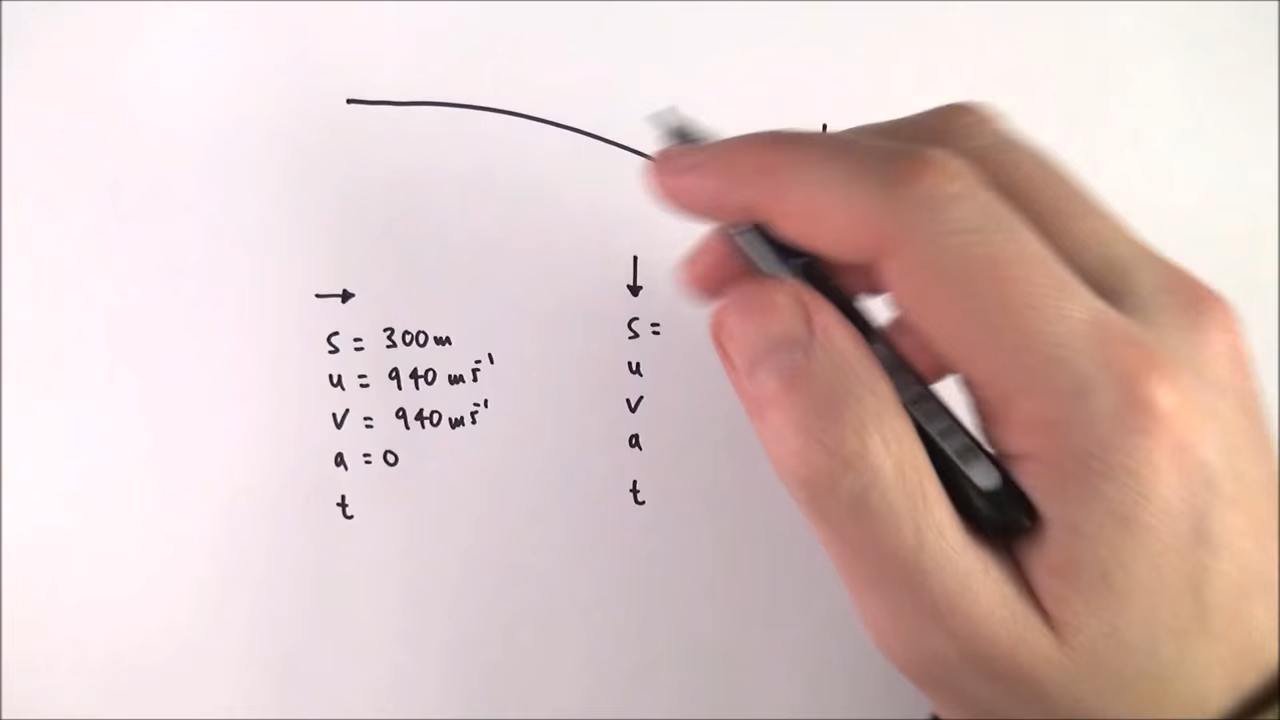 →
s = 300m
u = 940 ms⁻¹
v = 940 ms⁻¹
a = 0
t
↓
s =
u
v
a
t